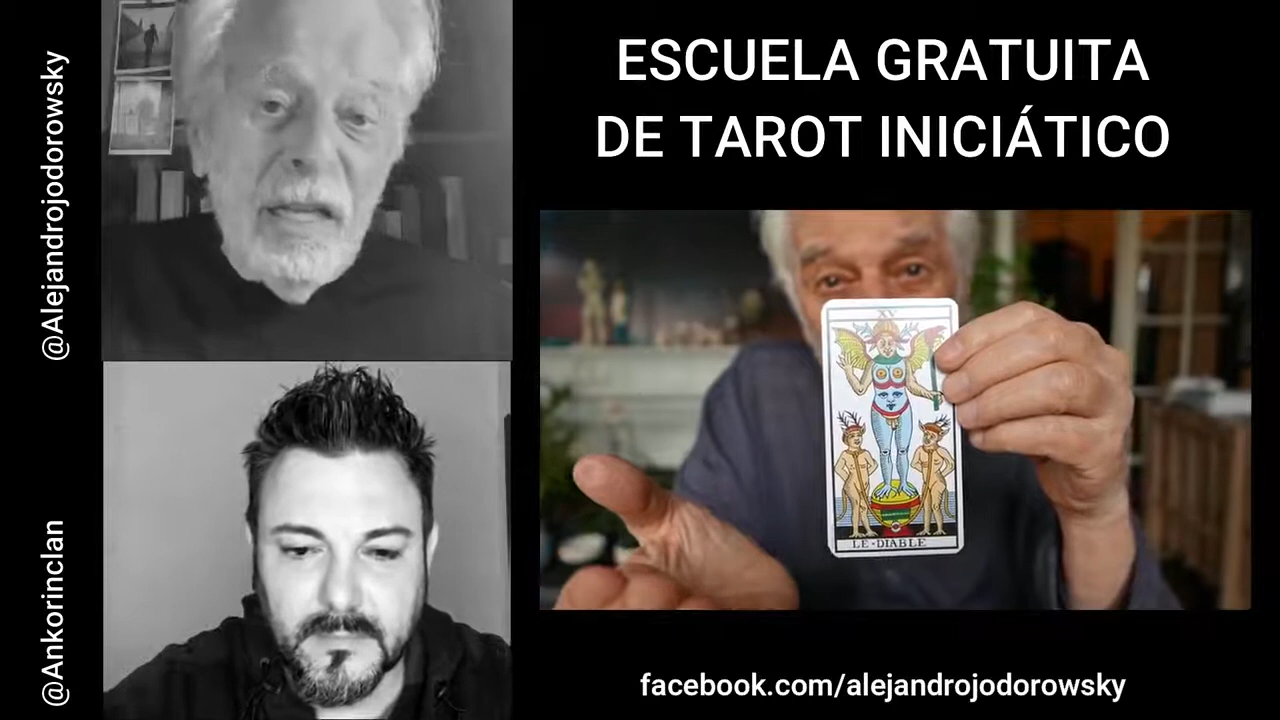 @Alejandrojodorowsky
@Ankorinclan
ESCUELA GRATUITA
DE TAROT INICIÁTICO
XV
LE·DIABLE
facebook.com/alejandrojodorowsky